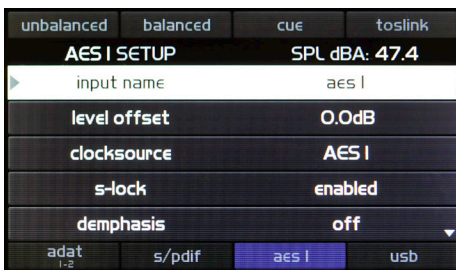 unbalanced balanced cue toslink
AES I SETUP SPL dBA: 47.4
input name aes I
level offset 0.0dB
clocksource AES I
s-lock enabled
demphasis off
adat s/pdif aes I usb
I-2